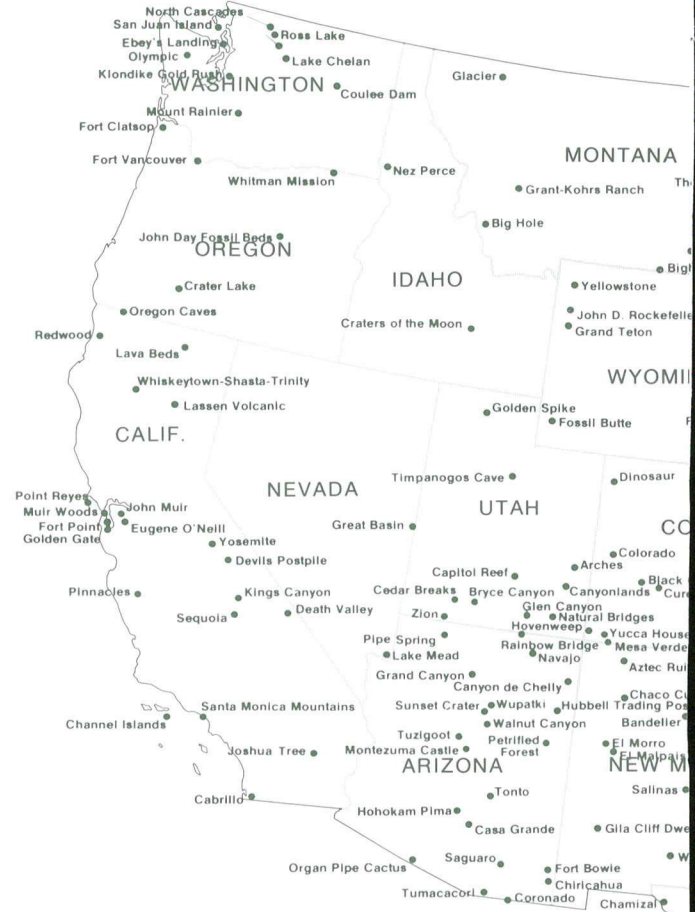 North Cascades
San Juan Island
Ross Lake
Ebey's Landing
Olympic
Lake Chelan
Klondike Gold Rush
WASHINGTON
Glacier
Coulee Dam
Mount Rainier
Fort Clatsop
MONTANA
Fort Vancouver
Nez Perce
Whitman Mission
Grant-Kohrs Ranch
Th
Big Hole
John Day Fossil Beds
OREGON
Bigh
IDAHO
Crater Lake
Yellowstone
Oregon Caves
John D. Rockefelle
Craters of the Moon
Grand Teton
Redwood
Lava Beds
WYOMI
Whiskeytown-Shasta-Trinity
Lassen Volcanic
Golden Spike
Fossil Butte
CALIF.
Timpanogos Cave
Dinosaur
NEVADA
Point Reyes
UTAH
John Muir
Muir Woods
Fort Point
Eugene O'Neill
Great Basin
CO
Golden Gate
Yosemite
Colorado
Devils Postpile
Arches
Capitol Reef
Black
Pinnacles
Kings Canyon
Cedar Breaks
Bryce Canyon
Canyonlands
Cure
Death Valley
Glen Canyon
Sequoia
Zion
Natural Bridges
Hovenweep
Yucca House
Pipe Spring
Rainbow Bridge
Mesa Verde
Lake Mead
Navajo
Aztec Rui
Grand Canyon
Canyon de Chelly
Chaco Cu
Santa Monica Mountains
Sunset Crater
Wupatki
Hubbell Trading Pos
Channel Islands
Walnut Canyon
Bandelier
Tuzigoot
Petrified
Forest
El Morro
Joshua Tree
Montezuma Castle
El Malpais
ARIZONA
NEW M
Tonto
Salinas
Cabrillo
Hohokam Pima
Casa Grande
Gila Cliff Dwe
Saguaro
W
Organ Pipe Cactus
Fort Bowie
Chiricahua
Tumacacori
Coronado
Chamizal